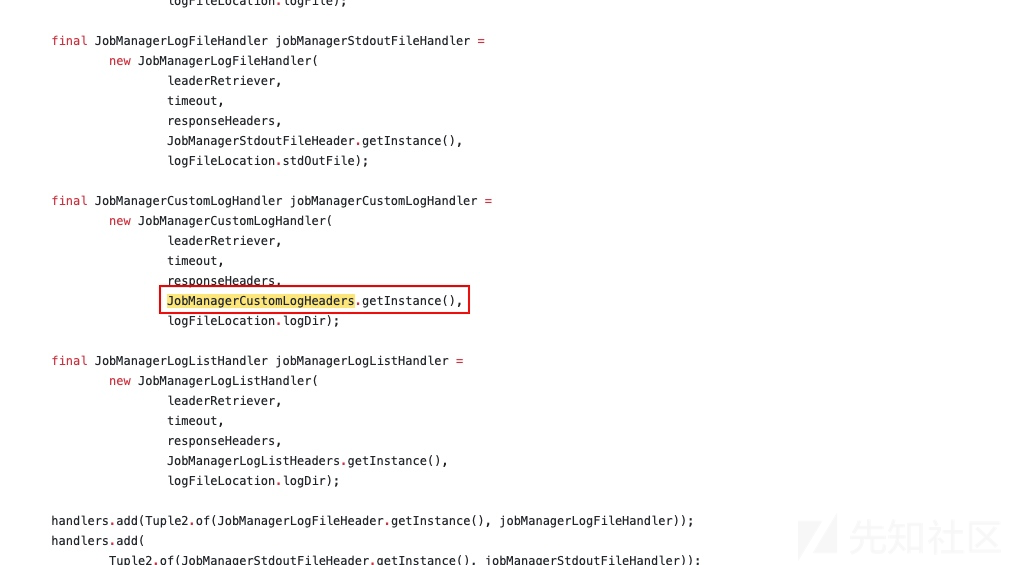 logFileLocation.logFile);
final JobManagerLogFileHandler jobManagerStdoutFileHandler =
new JobManagerLogFileHandler(
leaderRetriever,
timeout,
responseHeaders,
JobManagerStdoutFileHeader.getInstance(),
logFileLocation.stdOutFile);
final JobManagerCustomLogHandler jobManagerCustomLogHandler =
new JobManagerCustomLogHandler(
leaderRetriever,
timeout,
responseHeaders,
JobManagerCustomLogHeaders.getInstance(),
logFileLocation.logDir);
final JobManagerLogListHandler jobManagerLogListHandler =
new JobManagerLogListHandler(
leaderRetriever,
timeout,
responseHeaders,
JobManagerLogListHeaders.getInstance(),
logFileLocation.logDir);
handlers.add(Tuple2.of(JobManagerLogFileHeader.getInstance(), jobManagerLogFileHandler));
handlers.add(
Tuple2.of(JobManagerStdoutFileHeader.getInstance(), jobManagerStdoutFileHandler));
先知社区